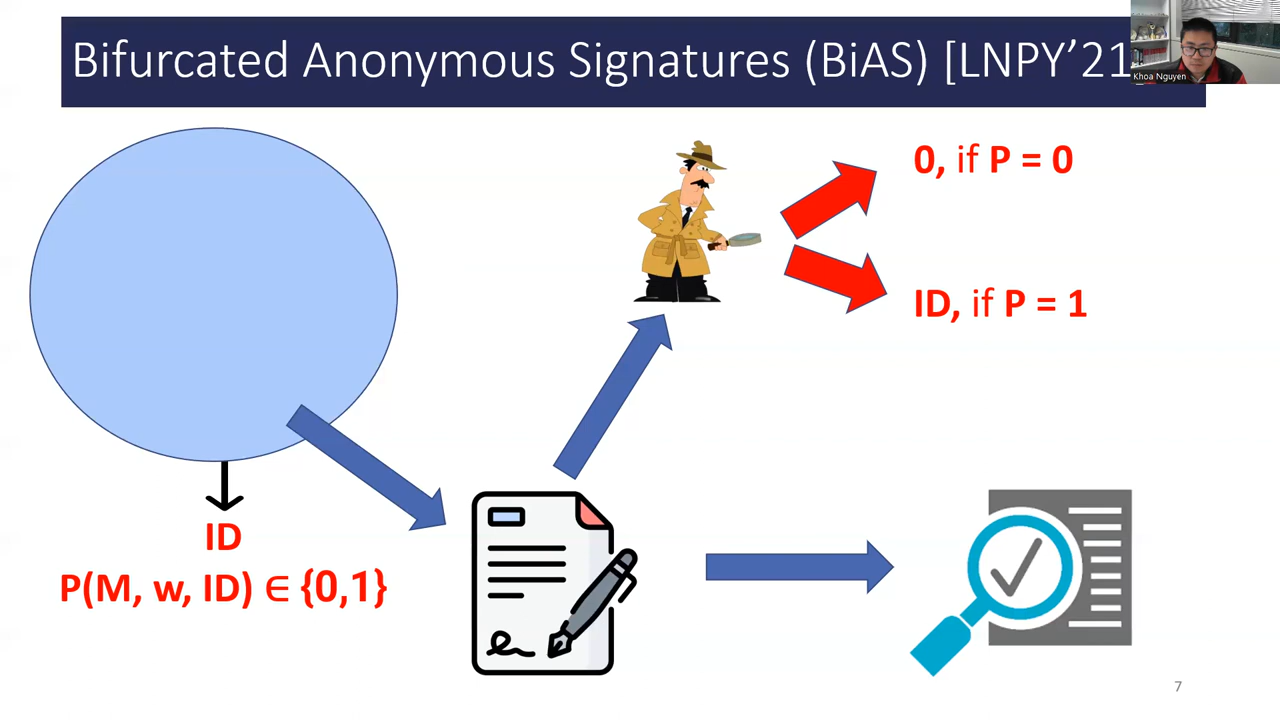 Bifurcated Anonymous Signatures (BiAS) [LNPY’21
Khoa Nguyen
0, if P = 0
ID, if P = 1
ID
P(M, w, ID) ∈ {0,1}
7